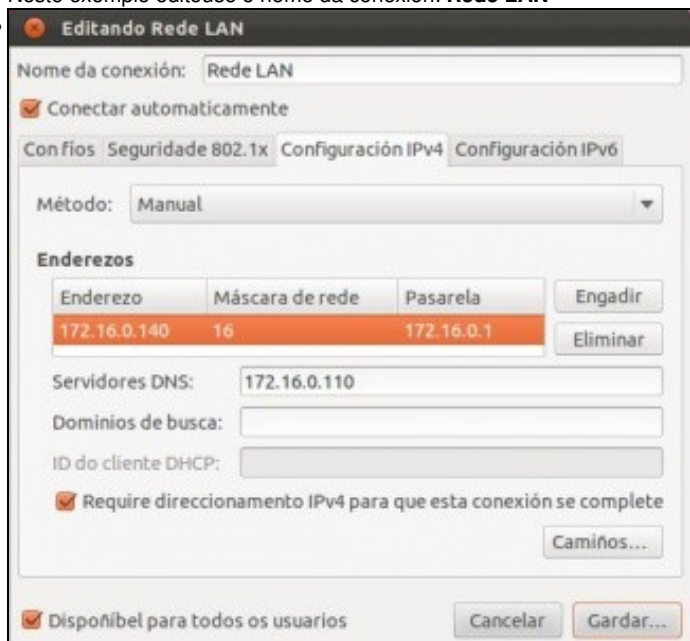 Neste exemplo editouse o nome da conexión: Rede LAN
Editando Rede LAN
Nome da conexión: Rede LAN
Conectar automaticamente
Con fíos Seguridade 802.1x Configuración IPv4 Configuración IPv6
Método: Manual
Enderezos
Enderezo Máscara de rede Pasarela Engadir
172.16.0.140 16 172.16.0.1 Eliminar
Servidores DNS: 172.16.0.110
Dominios de busca:
ID do cliente DHCP:
Require direccionamento IPv4 para que esta conexión se complete
Camiños...
Dispoñíbel para todos os usuarios Cancelar Gardar...